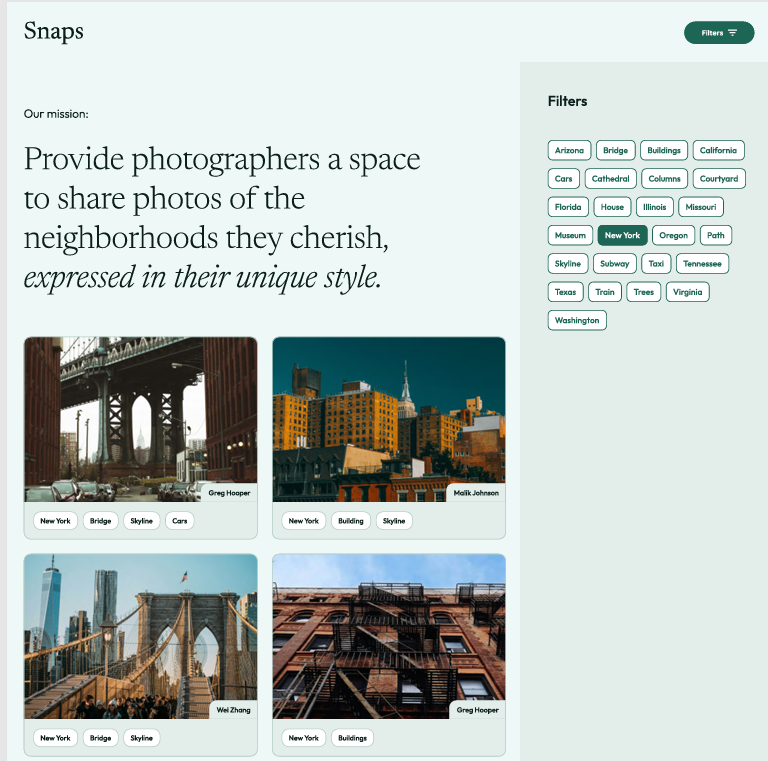 Snaps
Filters
Our mission:
Provide photographers a space
to share photos of the
neighborhoods they cherish,
expressed in their unique style.
Greg Hooper
New York Bridge Skyline Cars
Malik Johnson
New York Building Skyline
Wei Zhang
New York Bridge Skyline
Greg Hooper
New York Buildings
Filters
Arizona Bridge Buildings California
Cars Cathedral Columns Courtyard
Florida House Illinois Missouri
Museum New York Oregon Path
Skyline Subway Taxi Tennessee
Texas Train Trees Virginia
Washington